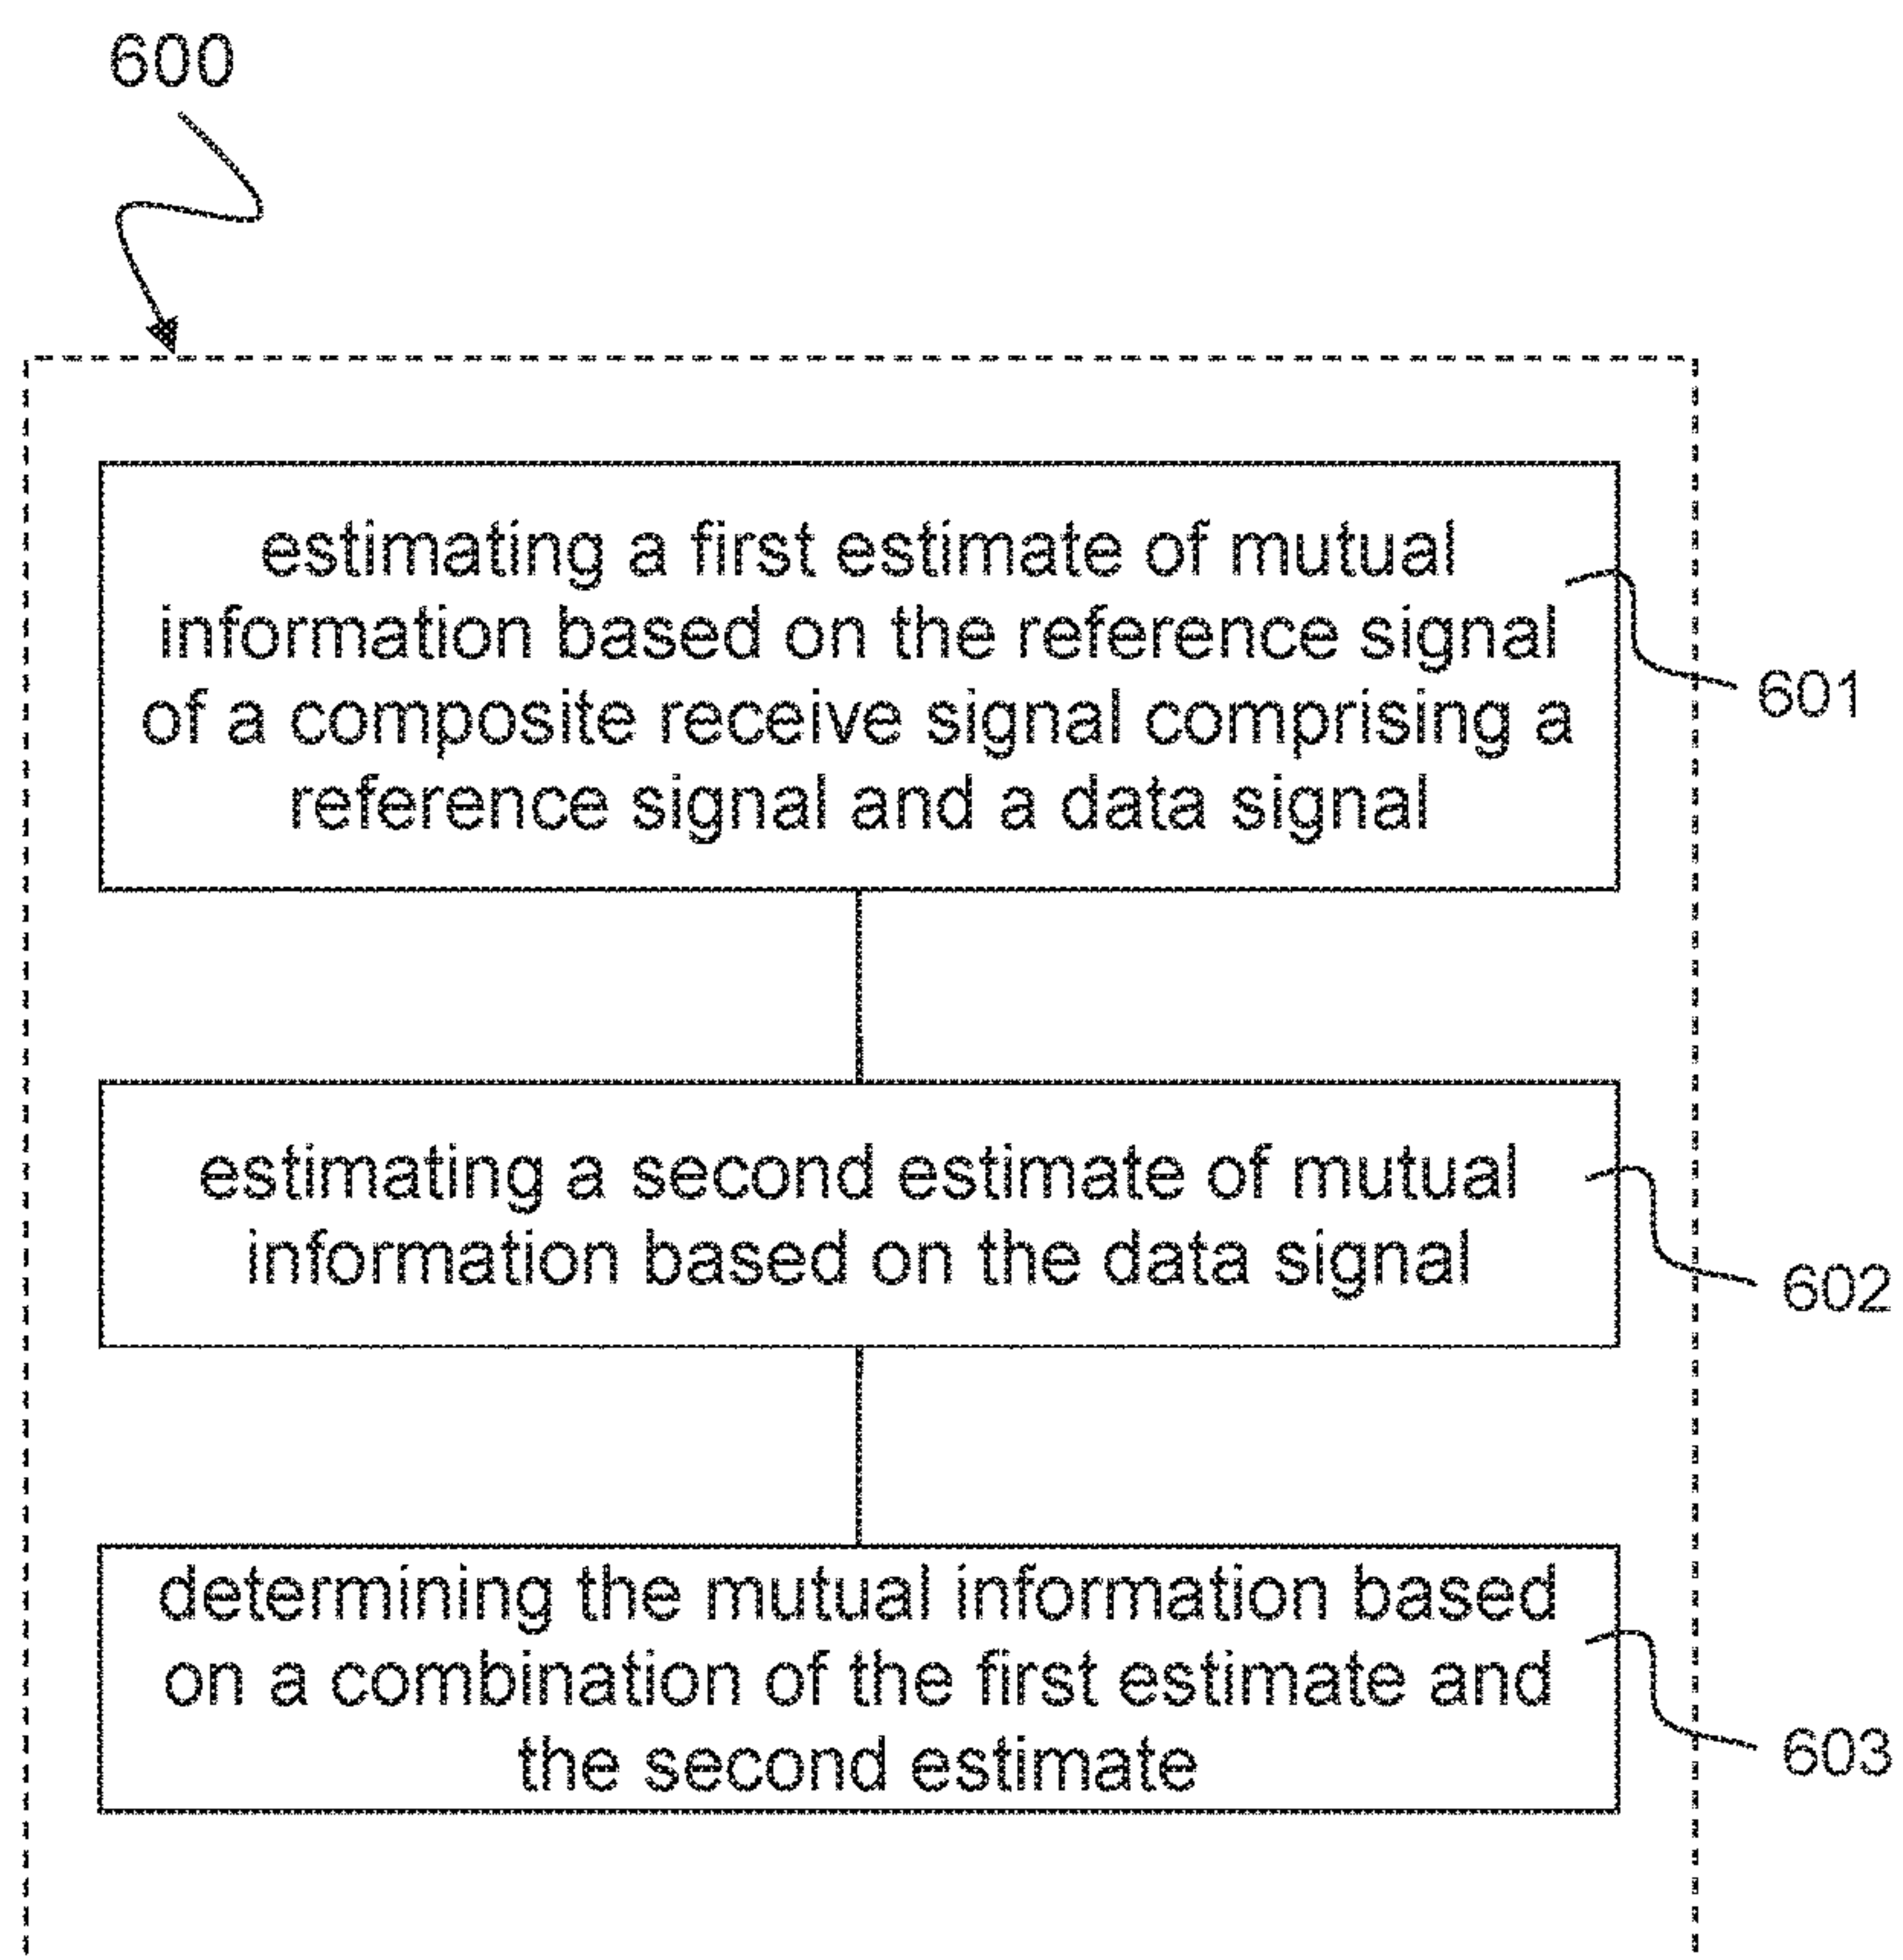 600
estimating a first estimate of mutual
information based on the reference signal
of a composite receive signal comprising a
reference signal and a data signal
601
estimating a second estimate of mutual
information based on the data signal
602
determining the mutual information based
on a combination of the first estimate and
the second estimate
603